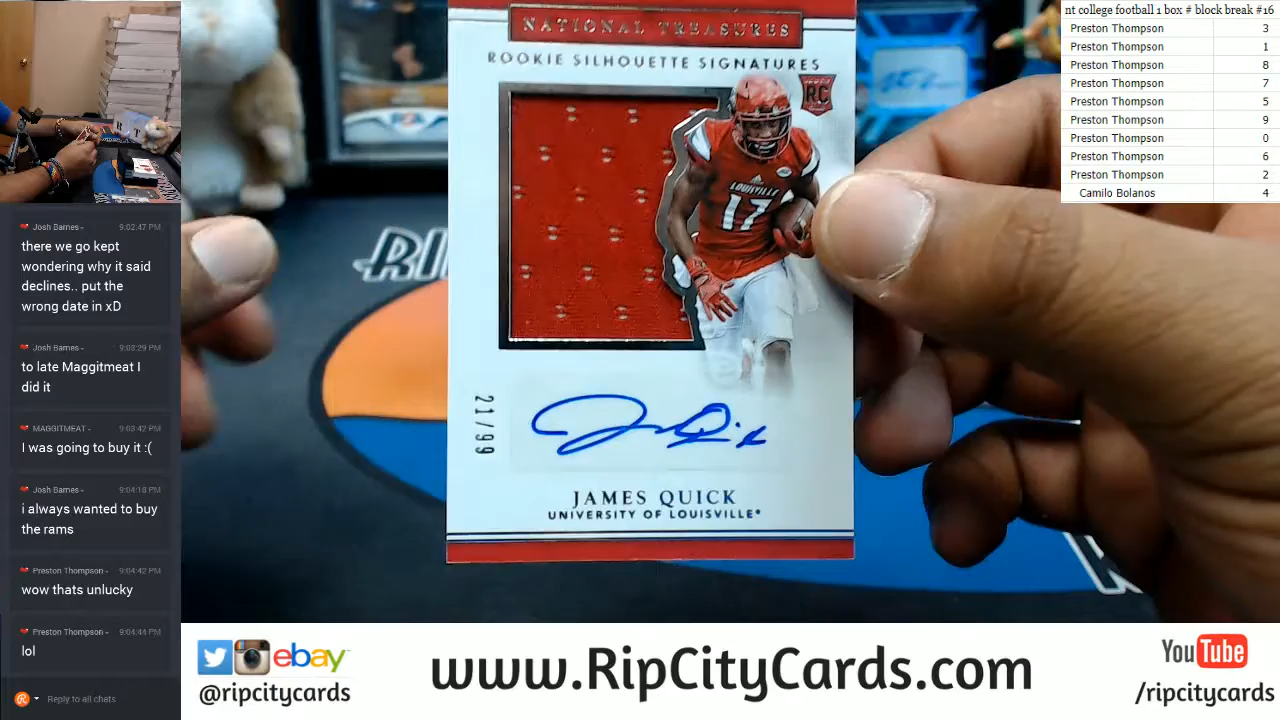 nt college football 1 box # block break #16
Preston Thompson 3
Preston Thompson 1
Preston Thompson 8
Preston Thompson 7
Preston Thompson 5
Preston Thompson 9
Preston Thompson 0
Preston Thompson 6
Preston Thompson 2
Camilo Bolanos 4
NATIONAL TREASURES
ROOKIE SILHOUETTE SIGNATURES
RC
LOUISVILLE
17
21/99
JAMES QUICK
UNIVERSITY OF LOUISVILLE®
Josh Barnes - 9:02:47 PM
there we go kept
wondering why it said
declines.. put the
wrong date in xD
Josh Barnes - 9:03:29 PM
to late Maggitmeat I
did it
MAGGITMEAT - 9:03:42 PM
I was going to buy it :(
Josh Barnes - 9:04:18 PM
i always wanted to buy
the rams
Preston Thompson - 9:04:42 PM
wow thats unlucky
Preston Thompson - 9:04:44 PM
lol
Reply to all chats
ebay
@ripcitycards
www.RipCityCards.com
YouTube
/ripcitycards